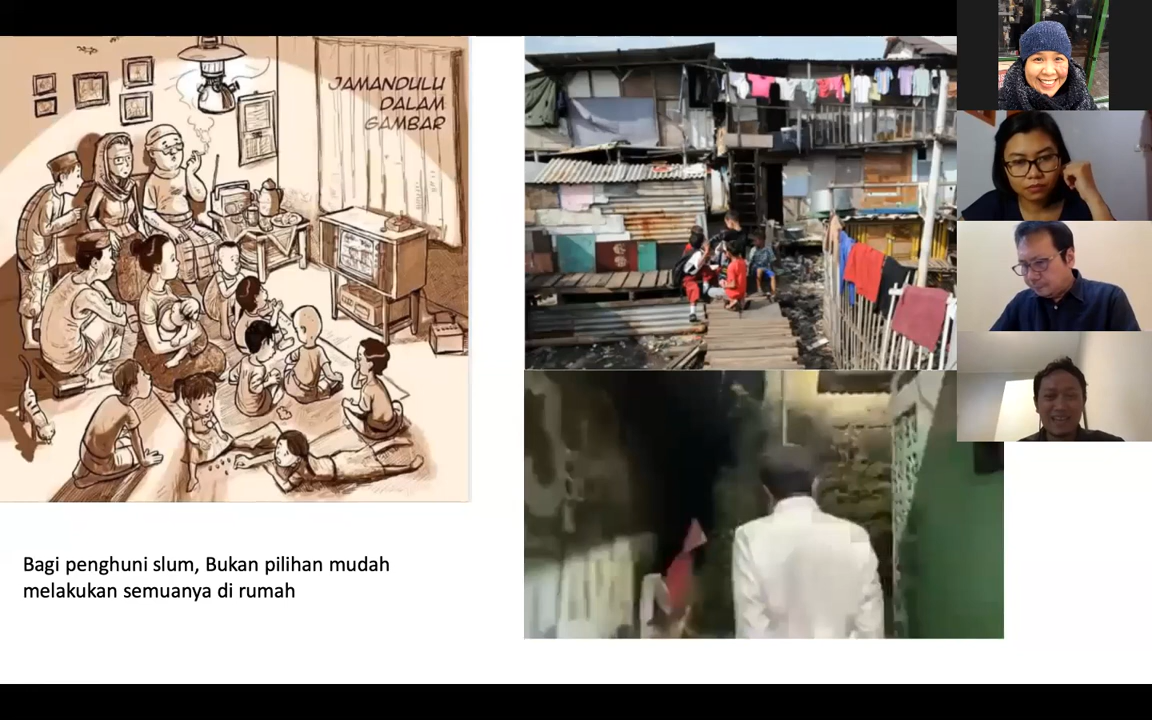 JAMANDULU
DALAM
GAMBAR
Bagi penghuni slum, Bukan pilihan mudah
melakukan semuanya di rumah